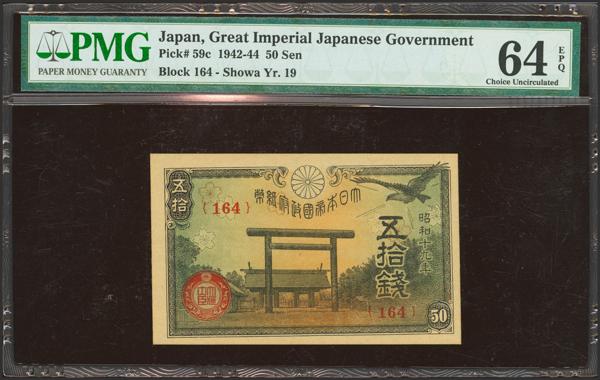 PMG
PAPER MONEY GUARANTY
Japan, Great Imperial Japanese Government
Pick# 59c 1942-44 50 Sen
Block 164 - Showa Yr. 19
64
EPQ
Choice Uncirculated
五拾
幣紙府政國帝本日大
{164}
昭和十九年
五拾錢
{164}
50